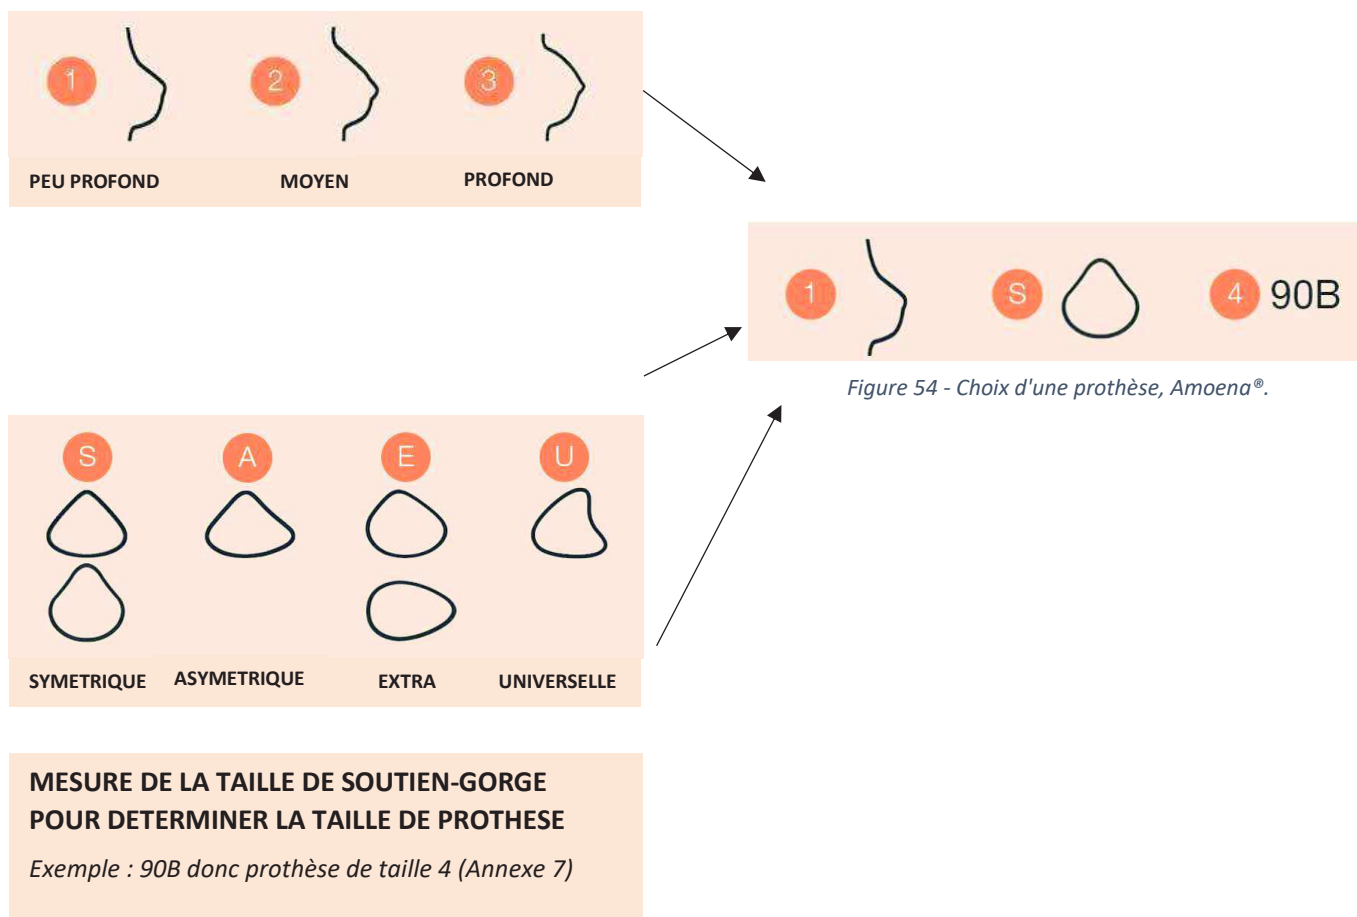 1 2 3
PEU PROFOND MOYEN PROFOND
1 S 4 90B
Figure 54 - Choix d'une prothèse, Amoena®.
S A E U
SYMETRIQUE ASYMETRIQUE EXTRA UNIVERSELLE
MESURE DE LA TAILLE DE SOUTIEN-GORGE
POUR DETERMINER LA TAILLE DE PROTHESE
Exemple : 90B donc prothèse de taille 4 (Annexe 7)